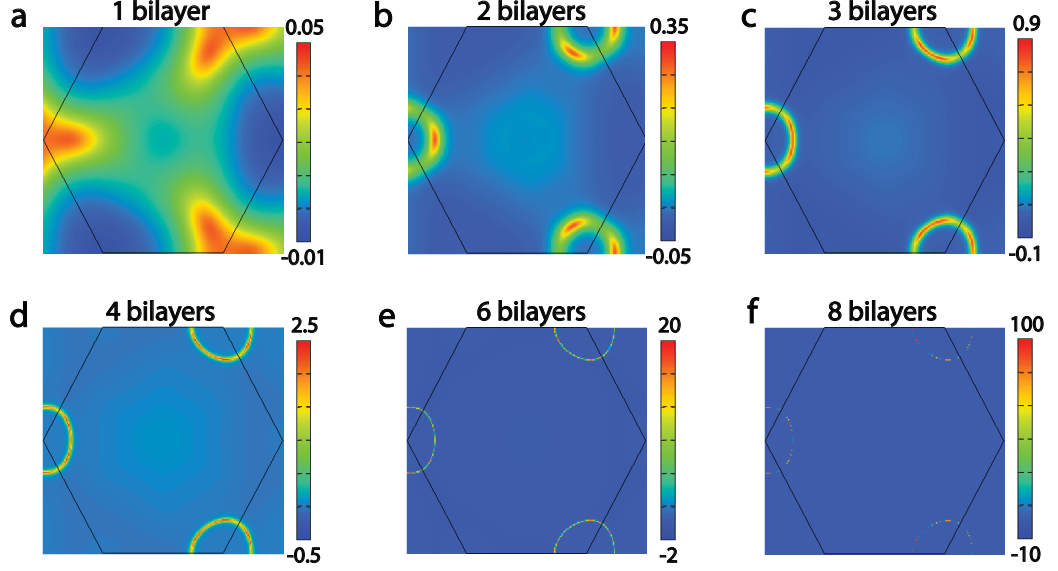 a 1 bilayer 0.05
-0.01
b 2 bilayers 0.35
-0.05
c 3 bilayers 0.9
-0.1
d 4 bilayers 2.5
-0.5
e 6 bilayers 20
-2
f 8 bilayers 100
-10